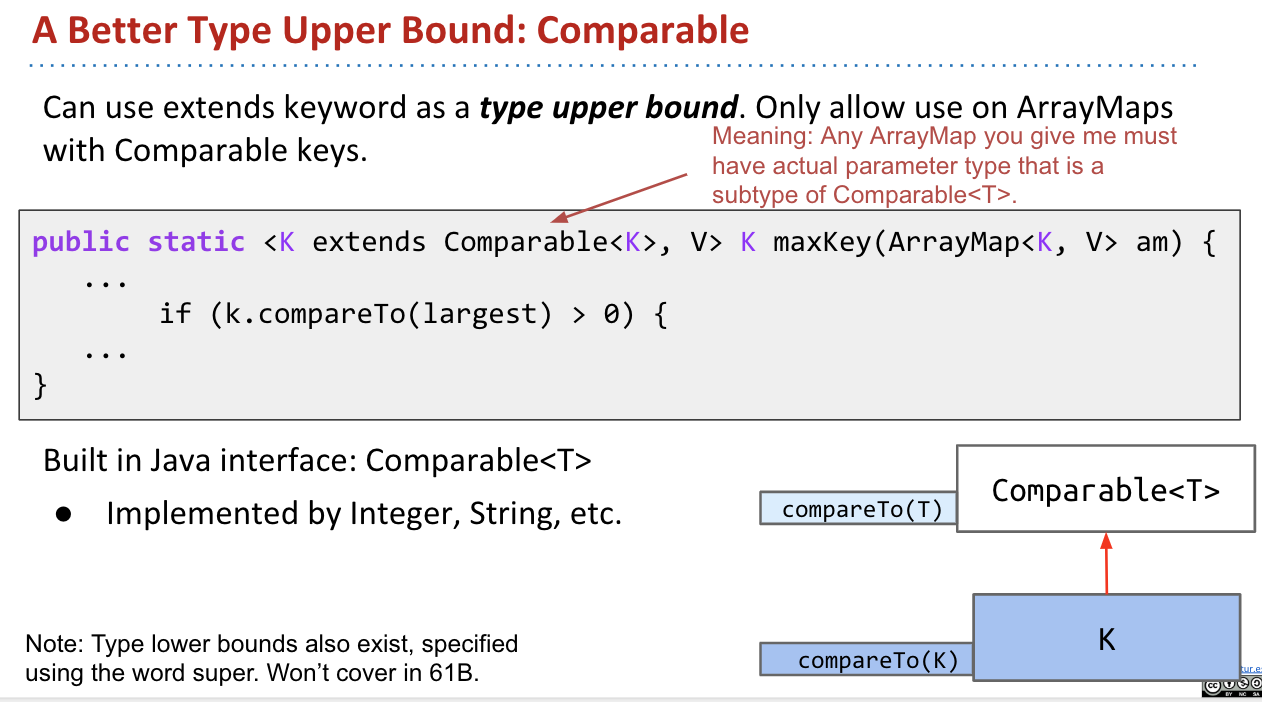 A Better Type Upper Bound: Comparable
Can use extends keyword as a type upper bound. Only allow use on ArrayMaps
with Comparable keys.
Meaning: Any ArrayMap you give me must
have actual parameter type that is a
subtype of Comparable<T>.
public static <K extends Comparable<K>, V> K maxKey(ArrayMap<K, V> am) {
...
if (k.compareTo(largest) > 0) {
...
}
Built in Java interface: Comparable<T>
● Implemented by Integer, String, etc.
Comparable<T>
compareTo(T)
K
compareTo(K)
Note: Type lower bounds also exist, specified
using the word super. Won’t cover in 61B.
cc
BY NC SA